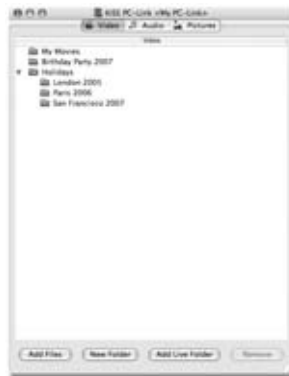 KiSS PC-Link <My PC-Link>
Video Audio Pictures
Video
My Movies
Birthday Party 2007
Holidays
London 2005
Paris 2006
San Francisco 2007
Add Files New Folder Add Live Folder Remove